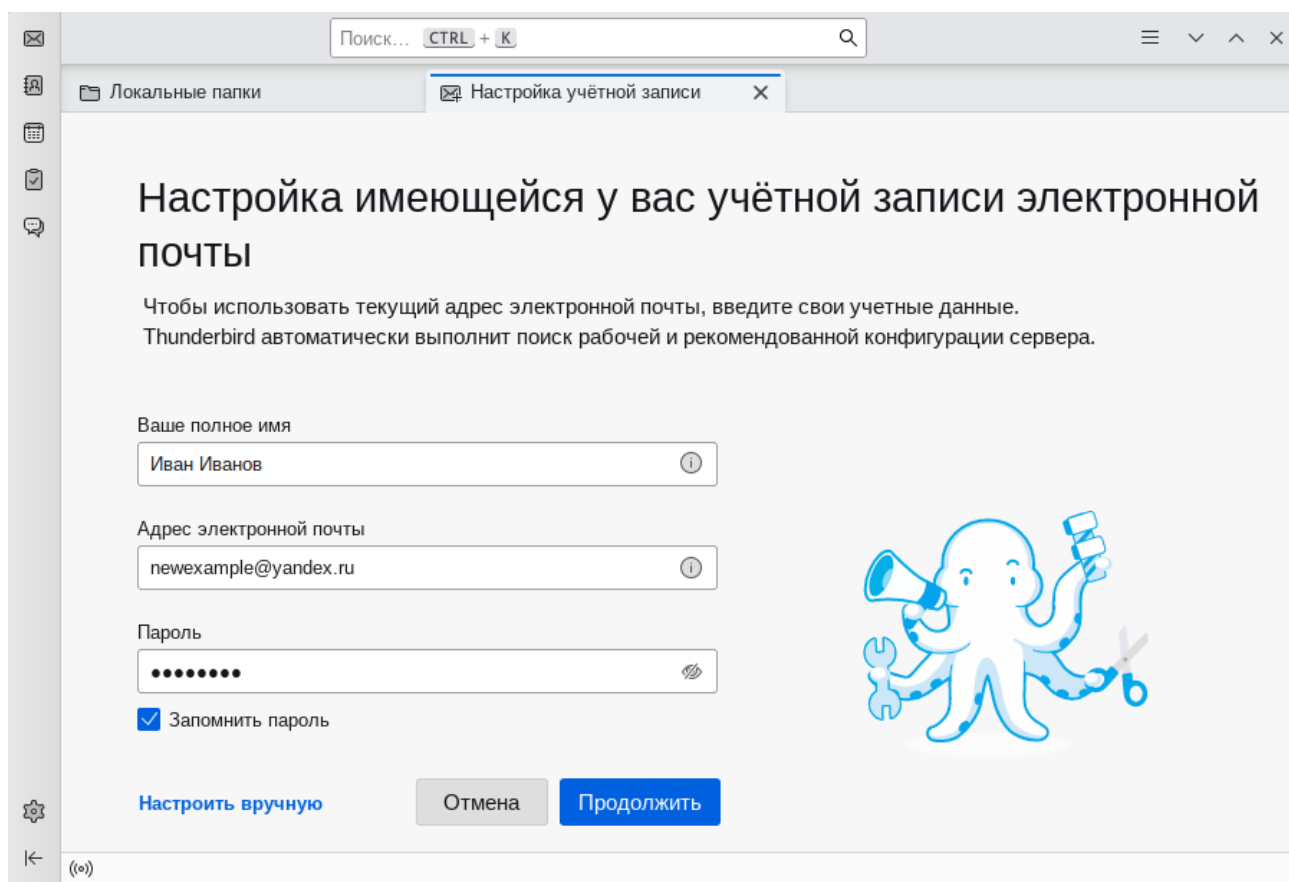 Поиск... CTRL + K
Локальные папки
Настройка учётной записи
Настройка имеющейся у вас учётной записи электронной
почты
Чтобы использовать текущий адрес электронной почты, введите свои учетные данные.
Thunderbird автоматически выполнит поиск рабочей и рекомендованной конфигурации сервера.
Ваше полное имя
Иван Иванов
Адрес электронной почты
newexample@yandex.ru
Пароль
••••••••
Запомнить пароль
Настроить вручную
Отмена
Продолжить